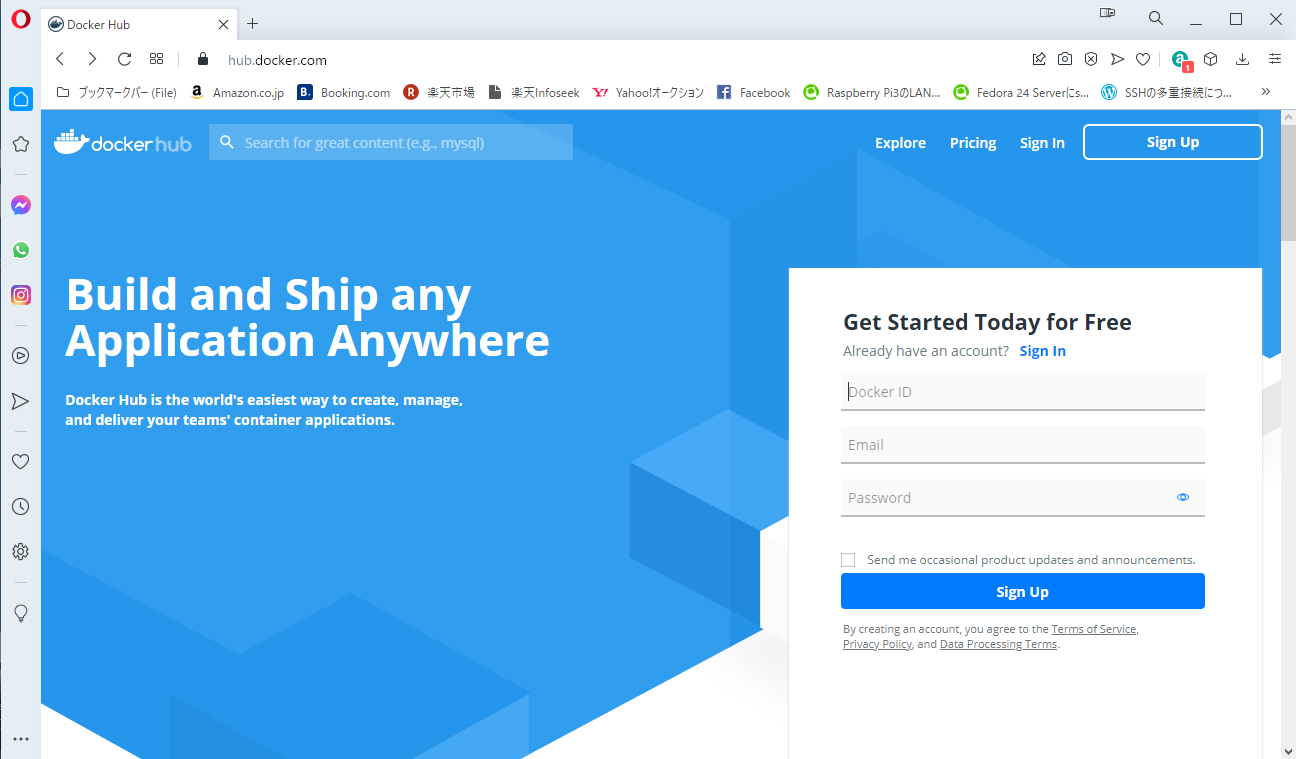 Docker Hub
hub.docker.com
1
ブックマークバー (File)
Amazon.co.jp
B. Booking.com
R 楽天市場
楽天Infoseek
Y! Yahoo!オークション
Facebook
Raspberry Pi3のLAN...
Fedora 24 Serverにs...
SSHの多重接続につ...
docker hub
Search for great content (e.g., mysql)
Explore
Pricing
Sign In
Sign Up
Build and Ship any
Application Anywhere
Docker Hub is the world's easiest way to create, manage,
and deliver your teams' container applications.
Get Started Today for Free
Already have an account? Sign In
Docker ID
Email
Password
Send me occasional product updates and announcements.
Sign Up
By creating an account, you agree to the Terms of Service,
Privacy Policy, and Data Processing Terms.